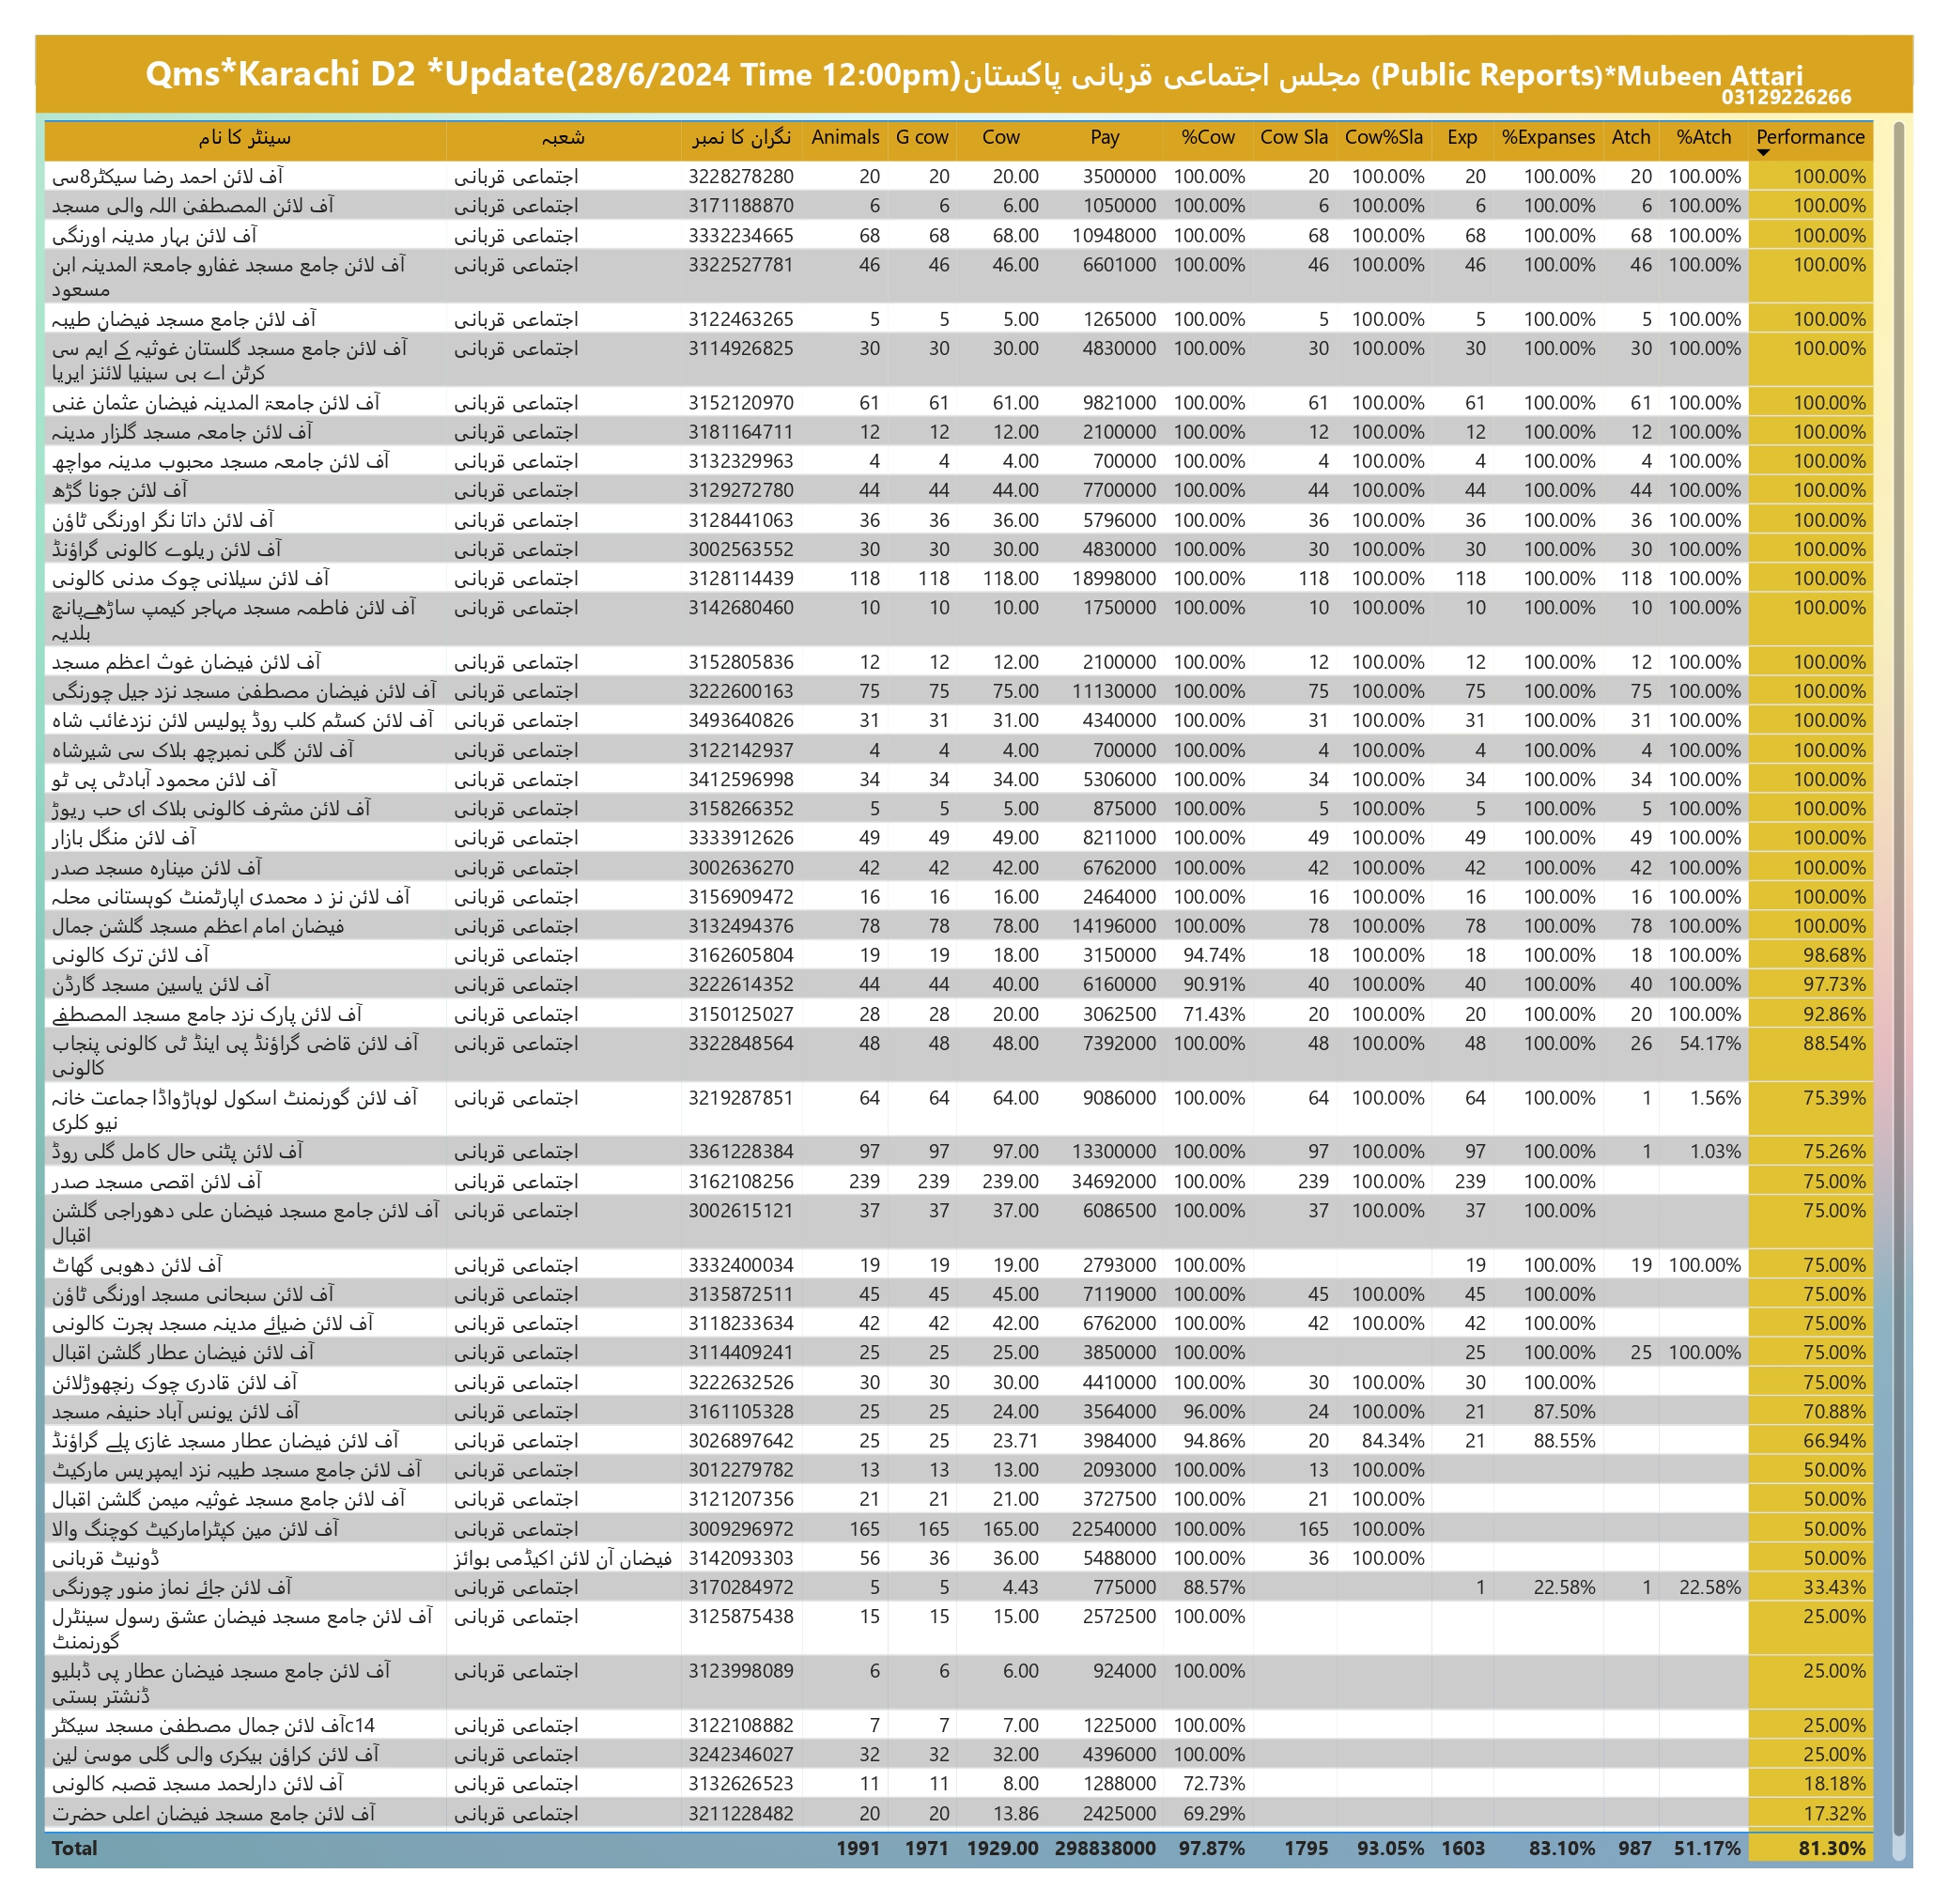 Qms*Karachi D2 *Update(28/6/2024 Time 12:00pm)مجلس اجتماعی قربانی پاکستان (Public Reports)*Mubeen Attari
03129226266
سینٹر کا نام شعبہ نگران کا نمبر Animals G cow Cow Pay %Cow Cow Sla Cow%Sla Exp %Expanses Atch %Atch Performance
آف لائن احمد رضا سیکٹر8سی اجتماعی قربانی 3228278280 20 20 20.00 3500000 100.00% 20 100.00% 20 100.00% 20 100.00% 100.00%
آف لائن المصطفیٰ اللہ والی مسجد اجتماعی قربانی 3171188870 6 6 6.00 1050000 100.00% 6 100.00% 6 100.00% 6 100.00% 100.00%
آف لائن بہار مدینہ اورنگی اجتماعی قربانی 3332234665 68 68 68.00 10948000 100.00% 68 100.00% 68 100.00% 68 100.00% 100.00%
آف لائن جامع مسجد غفارو جامعۃ المدینہ ابن اجتماعی قربانی 3322527781 46 46 46.00 6601000 100.00% 46 100.00% 46 100.00% 46 100.00% 100.00%
مسعود
آف لائن جامع مسجد فیضانِ طیبہ اجتماعی قربانی 3122463265 5 5 5.00 1265000 100.00% 5 100.00% 5 100.00% 5 100.00% 100.00%
آف لائن جامع مسجد گلستان غوثیہ کے ایم سی اجتماعی قربانی 3114926825 30 30 30.00 4830000 100.00% 30 100.00% 30 100.00% 30 100.00% 100.00%
کرٹن اے بی سینیا لائنز ایریا
آف لائن جامعۃ المدینہ فیضان عثمان غنی اجتماعی قربانی 3152120970 61 61 61.00 9821000 100.00% 61 100.00% 61 100.00% 61 100.00% 100.00%
آف لائن جامعہ مسجد گلزار مدینہ اجتماعی قربانی 3181164711 12 12 12.00 2100000 100.00% 12 100.00% 12 100.00% 12 100.00% 100.00%
آف لائن جامعہ مسجد محبوب مدینہ مواچھ اجتماعی قربانی 3132329963 4 4 4.00 700000 100.00% 4 100.00% 4 100.00% 4 100.00% 100.00%
آف لائن جونا گڑھ اجتماعی قربانی 3129272780 44 44 44.00 7700000 100.00% 44 100.00% 44 100.00% 44 100.00% 100.00%
آف لائن داتا نگر اورنگی ٹاؤن اجتماعی قربانی 3128441063 36 36 36.00 5796000 100.00% 36 100.00% 36 100.00% 36 100.00% 100.00%
آف لائن ریلوے کالونی گراؤنڈ اجتماعی قربانی 3002563552 30 30 30.00 4830000 100.00% 30 100.00% 30 100.00% 30 100.00% 100.00%
آف لائن سیلانی چوک مدنی کالونی اجتماعی قربانی 3128114439 118 118 118.00 18998000 100.00% 118 100.00% 118 100.00% 118 100.00% 100.00%
آف لائن فاطمہ مسجد مہاجر کیمپ ساڑھےپانچ اجتماعی قربانی 3142680460 10 10 10.00 1750000 100.00% 10 100.00% 10 100.00% 10 100.00% 100.00%
بلدیہ
آف لائن فیضان غوث اعظم مسجد اجتماعی قربانی 3152805836 12 12 12.00 2100000 100.00% 12 100.00% 12 100.00% 12 100.00% 100.00%
آف لائن فیضان مصطفیٰ مسجد نزد جیل چورنگی اجتماعی قربانی 3222600163 75 75 75.00 11130000 100.00% 75 100.00% 75 100.00% 75 100.00% 100.00%
آف لائن کسٹم کلب روڈ پولیس لائن نزدغائب شاہ اجتماعی قربانی 3493640826 31 31 31.00 4340000 100.00% 31 100.00% 31 100.00% 31 100.00% 100.00%
آف لائن گلی نمبرچھ بلاک سی شیرشاہ اجتماعی قربانی 3122142937 4 4 4.00 700000 100.00% 4 100.00% 4 100.00% 4 100.00% 100.00%
آف لائن محمود آبادٹی پی ٹو اجتماعی قربانی 3412596998 34 34 34.00 5306000 100.00% 34 100.00% 34 100.00% 34 100.00% 100.00%
آف لائن مشرف کالونی بلاک ای حب ریوڑ اجتماعی قربانی 3158266352 5 5 5.00 875000 100.00% 5 100.00% 5 100.00% 5 100.00% 100.00%
آف لائن منگل بازار اجتماعی قربانی 3333912626 49 49 49.00 8211000 100.00% 49 100.00% 49 100.00% 49 100.00% 100.00%
آف لائن مینارہ مسجد صدر اجتماعی قربانی 3002636270 42 42 42.00 6762000 100.00% 42 100.00% 42 100.00% 42 100.00% 100.00%
آف لائن نز د محمدی اپارٹمنٹ کوہستانی محلہ اجتماعی قربانی 3156909472 16 16 16.00 2464000 100.00% 16 100.00% 16 100.00% 16 100.00% 100.00%
فیضان امام اعظم مسجد گلشن جمال اجتماعی قربانی 3132494376 78 78 78.00 14196000 100.00% 78 100.00% 78 100.00% 78 100.00% 100.00%
آف لائن ترک کالونی اجتماعی قربانی 3162605804 19 19 18.00 3150000 94.74% 18 100.00% 18 100.00% 18 100.00% 98.68%
آف لائن یاسین مسجد گارڈن اجتماعی قربانی 3222614352 44 44 40.00 6160000 90.91% 40 100.00% 40 100.00% 40 100.00% 97.73%
آف لائن پارک نزد جامع مسجد المصطفےٰ اجتماعی قربانی 3150125027 28 28 20.00 3062500 71.43% 20 100.00% 20 100.00% 20 100.00% 92.86%
آف لائن قاضی گراؤنڈ پی اینڈ ٹی کالونی پنجاب اجتماعی قربانی 3322848564 48 48 48.00 7392000 100.00% 48 100.00% 48 100.00% 26 54.17% 88.54%
کالونی
آف لائن گورنمنٹ اسکول لوہاڑواڈا جماعت خانہ اجتماعی قربانی 3219287851 64 64 64.00 9086000 100.00% 64 100.00% 64 100.00% 1 1.56% 75.39%
نیو کلری
آف لائن پٹنی حال کامل گلی روڈ اجتماعی قربانی 3361228384 97 97 97.00 13300000 100.00% 97 100.00% 97 100.00% 1 1.03% 75.26%
آف لائن اقصی مسجد صدر اجتماعی قربانی 3162108256 239 239 239.00 34692000 100.00% 239 100.00% 239 100.00% 75.00%
آف لائن جامع مسجد فیضان علی دھوراجی گلشن اجتماعی قربانی 3002615121 37 37 37.00 6086500 100.00% 37 100.00% 37 100.00% 75.00%
اقبال
آف لائن دھوبی گھاٹ اجتماعی قربانی 3332400034 19 19 19.00 2793000 100.00% 19 100.00% 19 100.00% 75.00%
آف لائن سبحانی مسجد اورنگی ٹاؤن اجتماعی قربانی 3135872511 45 45 45.00 7119000 100.00% 45 100.00% 45 100.00% 75.00%
آف لائن ضیائے مدینہ مسجد ہجرت کالونی اجتماعی قربانی 3118233634 42 42 42.00 6762000 100.00% 42 100.00% 42 100.00% 75.00%
آف لائن فیضان عطار گلشن اقبال اجتماعی قربانی 3114409241 25 25 25.00 3850000 100.00% 25 100.00% 25 100.00% 75.00%
آف لائن قادری چوک رنچھوڑلائن اجتماعی قربانی 3222632526 30 30 30.00 4410000 100.00% 30 100.00% 30 100.00% 75.00%
آف لائن یونس آباد حنیفہ مسجد اجتماعی قربانی 3161105328 25 25 24.00 3564000 96.00% 24 100.00% 21 87.50% 70.88%
آف لائن فیضان عطار مسجد غازی پلے گراؤنڈ اجتماعی قربانی 3026897642 25 25 23.71 3984000 94.86% 20 84.34% 21 88.55% 66.94%
آف لائن جامع مسجد طیبہ نزد ایمپریس مارکیٹ اجتماعی قربانی 3012279782 13 13 13.00 2093000 100.00% 13 100.00% 50.00%
آف لائن جامع مسجد غوثیہ میمن گلشن اقبال اجتماعی قربانی 3121207356 21 21 21.00 3727500 100.00% 21 100.00% 50.00%
آف لائن مین کپٹرامارکیٹ کوچنگ والا اجتماعی قربانی 3009296972 165 165 165.00 22540000 100.00% 165 100.00% 50.00%
ڈونیٹ قربانی فیضان آن لائن اکیڈمی بوائز 3142093303 56 36 36.00 5488000 100.00% 36 100.00% 50.00%
آف لائن جائے نماز منور چورنگی اجتماعی قربانی 3170284972 5 5 4.43 775000 88.57% 1 22.58% 1 22.58% 33.43%
آف لائن جامع مسجد فیضان عشق رسول سینٹرل اجتماعی قربانی 3125875438 15 15 15.00 2572500 100.00% 25.00%
گورنمنٹ
آف لائن جامع مسجد فیضان عطار پی ڈبلیو اجتماعی قربانی 3123998089 6 6 6.00 924000 100.00% 25.00%
ڈنشتر بستی
آف لائن جمال مصطفیٰ مسجد سیکٹرc14 اجتماعی قربانی 3122108882 7 7 7.00 1225000 100.00% 25.00%
آف لائن کراؤن بیکری والی گلی موسیٰ لین اجتماعی قربانی 3242346027 32 32 32.00 4396000 100.00% 25.00%
آف لائن دارلحمد مسجد قصبہ کالونی اجتماعی قربانی 3132626523 11 11 8.00 1288000 72.73% 18.18%
آف لائن جامع مسجد فیضان اعلی حضرت اجتماعی قربانی 3211228482 20 20 13.86 2425000 69.29% 17.32%
Total 1991 1971 1929.00 298838000 97.87% 1795 93.05% 1603 83.10% 987 51.17% 81.30%